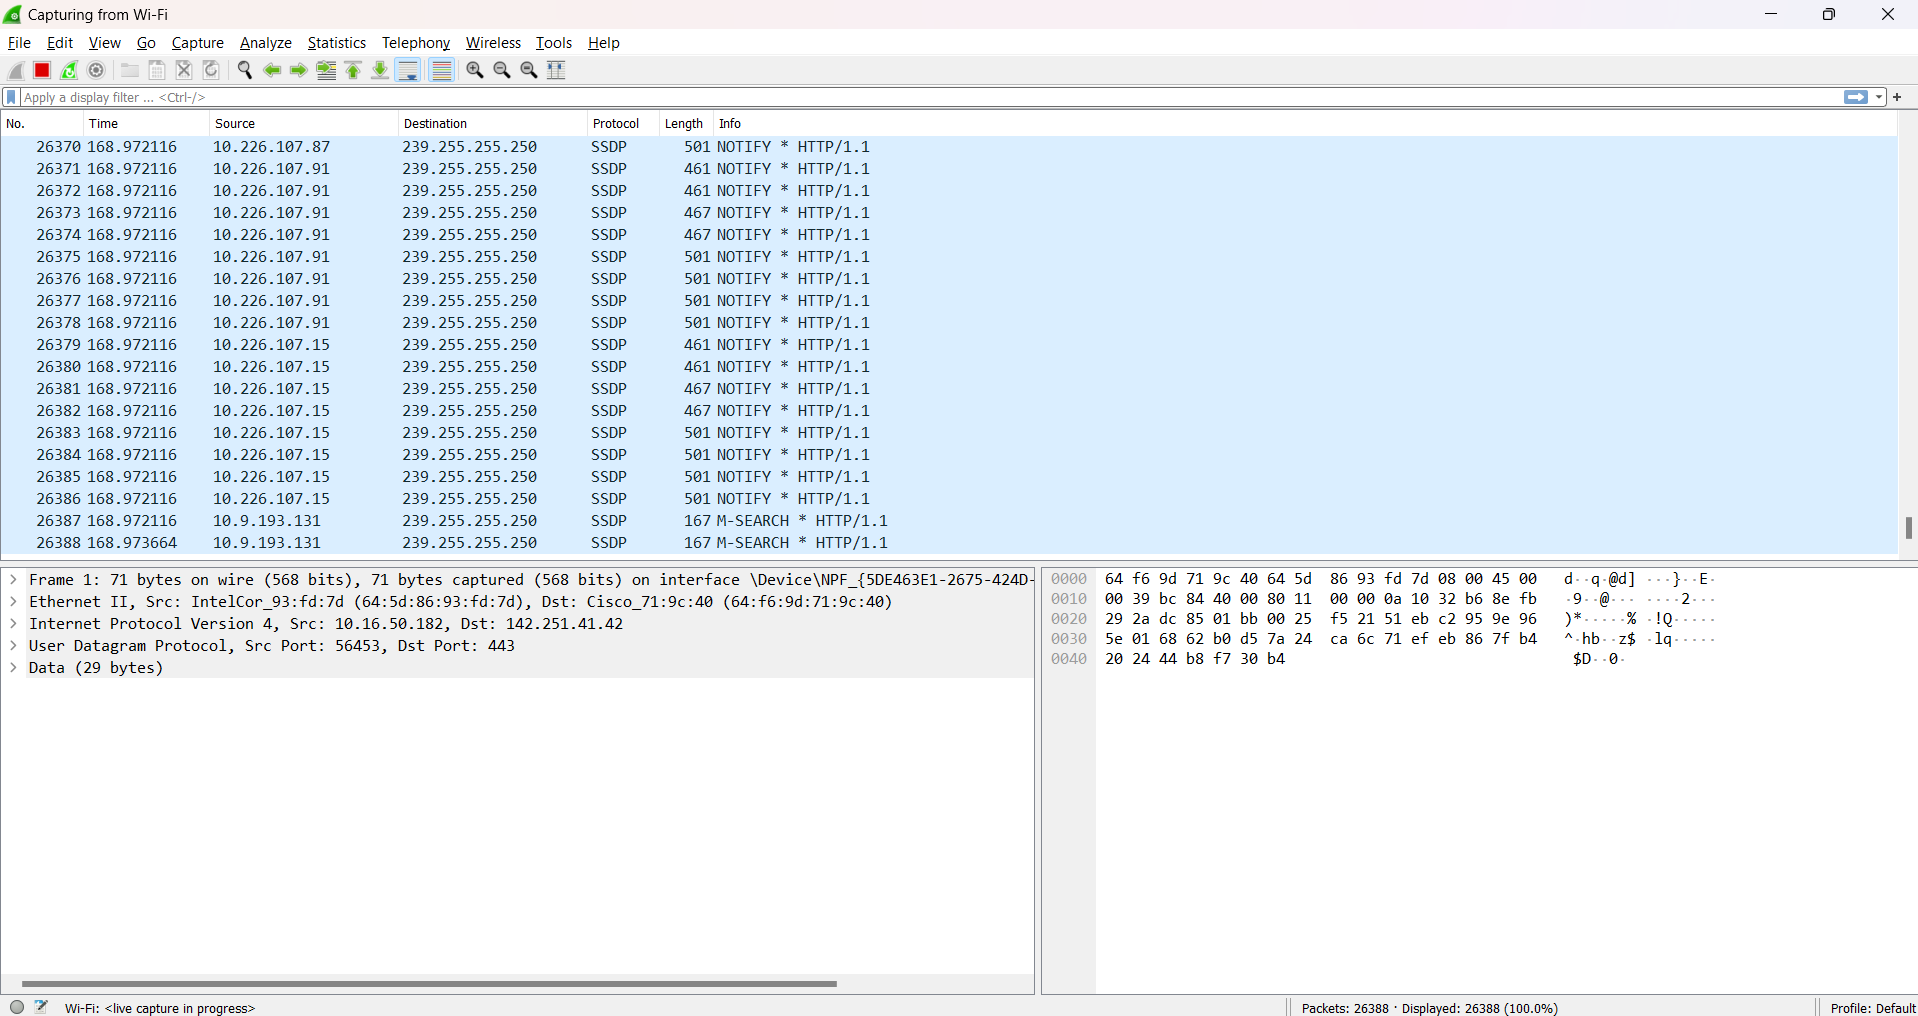 Capturing from Wi-Fi
File Edit View Go Capture Analyze Statistics Telephony Wireless Tools Help
Apply a display filter ... <Ctrl-/>
No. Time Source Destination Protocol Length Info
26370 168.972116 10.226.107.87 239.255.255.250 SSDP 501 NOTIFY * HTTP/1.1
26371 168.972116 10.226.107.91 239.255.255.250 SSDP 461 NOTIFY * HTTP/1.1
26372 168.972116 10.226.107.91 239.255.255.250 SSDP 461 NOTIFY * HTTP/1.1
26373 168.972116 10.226.107.91 239.255.255.250 SSDP 467 NOTIFY * HTTP/1.1
26374 168.972116 10.226.107.91 239.255.255.250 SSDP 467 NOTIFY * HTTP/1.1
26375 168.972116 10.226.107.91 239.255.255.250 SSDP 501 NOTIFY * HTTP/1.1
26376 168.972116 10.226.107.91 239.255.255.250 SSDP 501 NOTIFY * HTTP/1.1
26377 168.972116 10.226.107.91 239.255.255.250 SSDP 501 NOTIFY * HTTP/1.1
26378 168.972116 10.226.107.91 239.255.255.250 SSDP 501 NOTIFY * HTTP/1.1
26379 168.972116 10.226.107.15 239.255.255.250 SSDP 461 NOTIFY * HTTP/1.1
26380 168.972116 10.226.107.15 239.255.255.250 SSDP 461 NOTIFY * HTTP/1.1
26381 168.972116 10.226.107.15 239.255.255.250 SSDP 467 NOTIFY * HTTP/1.1
26382 168.972116 10.226.107.15 239.255.255.250 SSDP 467 NOTIFY * HTTP/1.1
26383 168.972116 10.226.107.15 239.255.255.250 SSDP 501 NOTIFY * HTTP/1.1
26384 168.972116 10.226.107.15 239.255.255.250 SSDP 501 NOTIFY * HTTP/1.1
26385 168.972116 10.226.107.15 239.255.255.250 SSDP 501 NOTIFY * HTTP/1.1
26386 168.972116 10.226.107.15 239.255.255.250 SSDP 501 NOTIFY * HTTP/1.1
26387 168.972116 10.9.193.131 239.255.255.250 SSDP 167 M-SEARCH * HTTP/1.1
26388 168.973664 10.9.193.131 239.255.255.250 SSDP 167 M-SEARCH * HTTP/1.1
Frame 1: 71 bytes on wire (568 bits), 71 bytes captured (568 bits) on interface \Device\NPF_{5DE463E1-2675-424D-
Ethernet II, Src: IntelCor_93:fd:7d (64:5d:86:93:fd:7d), Dst: Cisco_71:9c:40 (64:f6:9d:71:9c:40)
Internet Protocol Version 4, Src: 10.16.50.182, Dst: 142.251.41.42
User Datagram Protocol, Src Port: 56453, Dst Port: 443
Data (29 bytes)
0000 64 f6 9d 71 9c 40 64 5d 86 93 fd 7d 08 00 45 00 d··q·@d] ···}··E·
0010 00 39 bc 84 40 00 80 11 00 00 0a 10 32 b6 8e fb ·9··@··· ····2···
0020 29 2a dc 85 01 bb 00 25 f5 21 51 eb c2 95 9e 96 )*·····% ·!Q·····
0030 5e 01 68 62 b0 d5 7a 24 ca 6c 71 ef eb 86 7f b4 ^·hb··z$ ·lq·····
0040 20 24 44 b8 f7 30 b4 $D··0·
Wi-Fi: <live capture in progress>
Packets: 26388 · Displayed: 26388 (100.0%)
Profile: Default